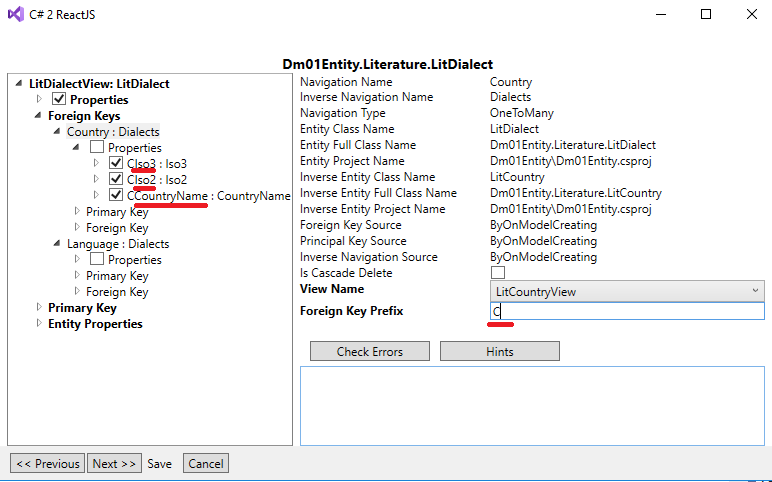 C# 2 ReactJS
Dm01Entity.Literature.LitDialect
LitDialectView: LitDialect
Properties
Foreign Keys
Country : Dialects
Properties
CIso3 : Iso3
CIso2 : Iso2
CCountryName : CountryName
Primary Key
Foreign Key
Language : Dialects
Properties
Primary Key
Foreign Key
Primary Key
Entity Properties
Navigation Name Country
Inverse Navigation Name Dialects
Navigation Type OneToMany
Entity Class Name LitDialect
Entity Full Class Name Dm01Entity.Literature.LitDialect
Entity Project Name Dm01Entity\Dm01Entity.csproj
Inverse Entity Class Name LitCountry
Inverse Entity Full Class Name Dm01Entity.Literature.LitCountry
Inverse Entity Project Name Dm01Entity\Dm01Entity.csproj
Foreign Key Source ByOnModelCreating
Principal Key Source ByOnModelCreating
Inverse Navigation Source ByOnModelCreating
Is Cascade Delete
View Name LitCountryView
Foreign Key Prefix C
Check Errors Hints
<< Previous Next >> Save Cancel